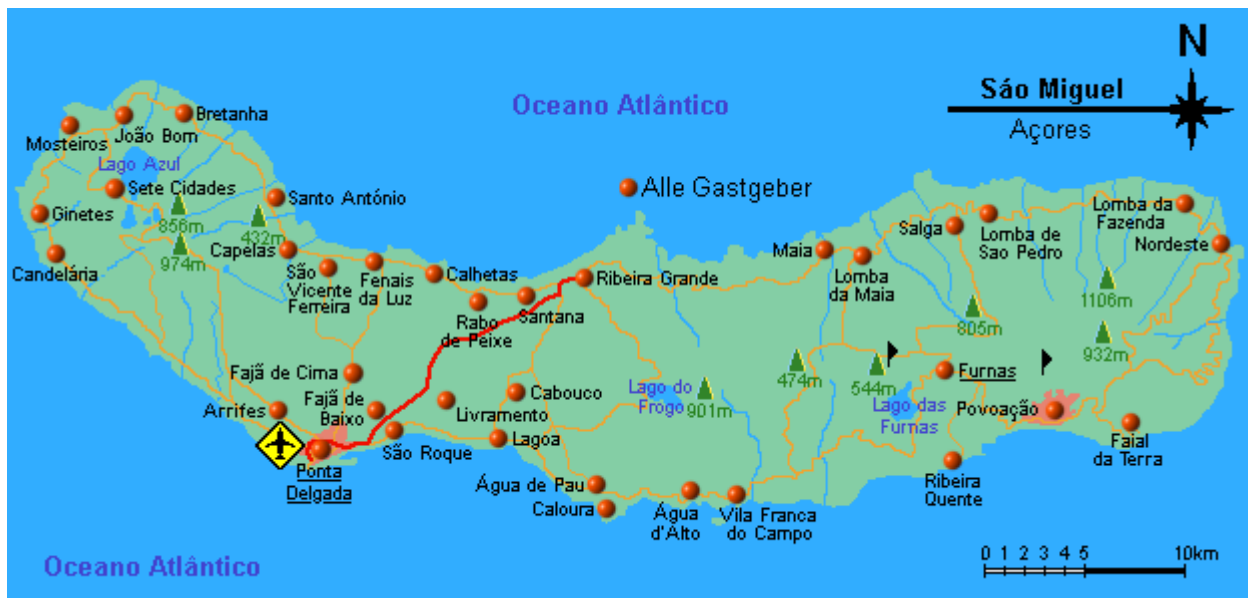 N
Sáo Miguel
Açores
Oceano Atlântico
Bretanha
João Bom
Mosteiros
Lago Azul
Sete Cidades
Santo António
Alle Gastgeber
Lomba da
Fazenda
Ginetes
856m
432m
Salga
Lomba de
Sao Pedro
Nordeste
Capelas
974m
Candelária
São
Vicente
Ferreira
Fenais
da Luz
Calhetas
Ribeira Grande
Maia
Lomba
da Maia
Rabo
de Peixe
Santana
1106m
805m
932m
Fajã de Cima
474m
544m
Furnas
Cabouco
Lago do
Frogo
901m
Lago das
Furnas
Povoação
Arrifes
Fajã de
Baixo
Livramento
Lagoa
São Roque
Faial
da Terra
Ponta
Delgada
Água de Pau
Caloura
Água
d'Alto
Vila Franca
do Campo
Ribeira
Quente
Oceano Atlântico
0 1 2 3 4 5 10km